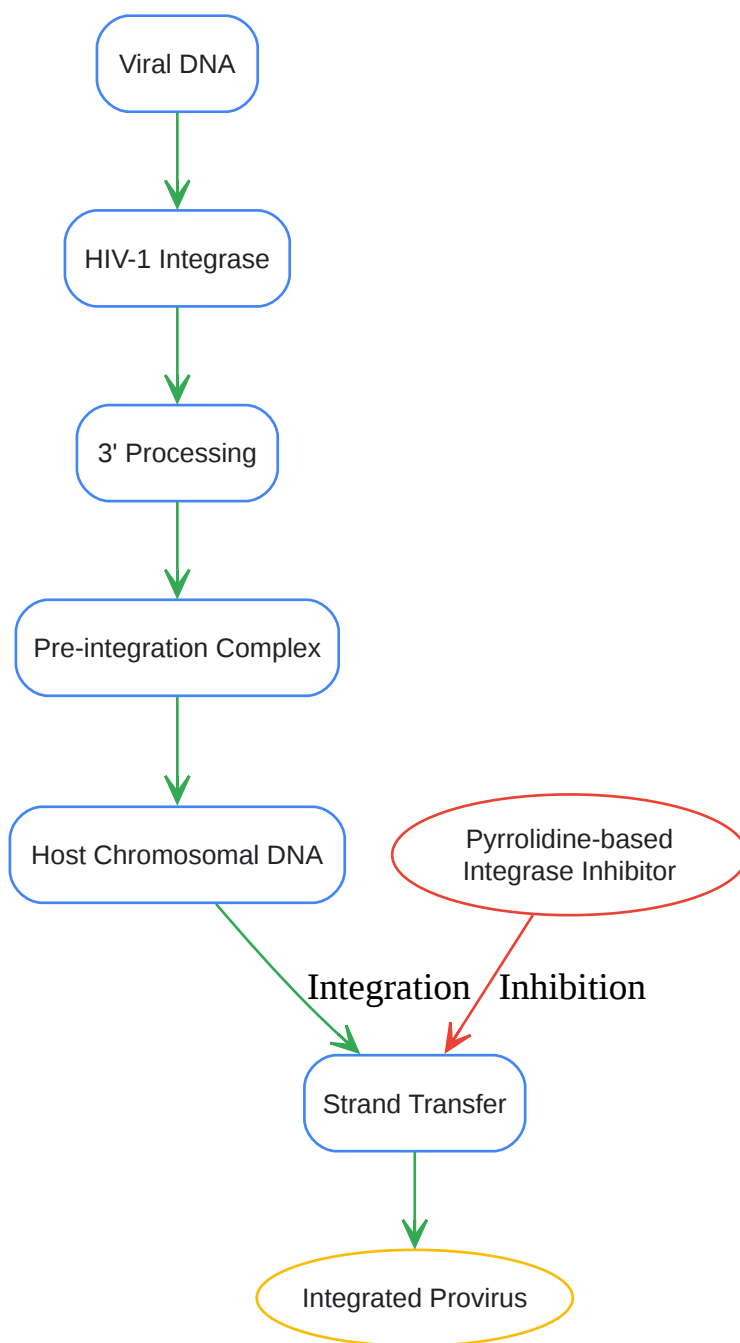 Viral DNA
HIV-1 Integrase
3' Processing
Pre-integration Complex
Host Chromosomal DNA
Pyrrolidine-based
Integrase Inhibitor
Integration
Inhibition
Strand Transfer
Integrated Provirus